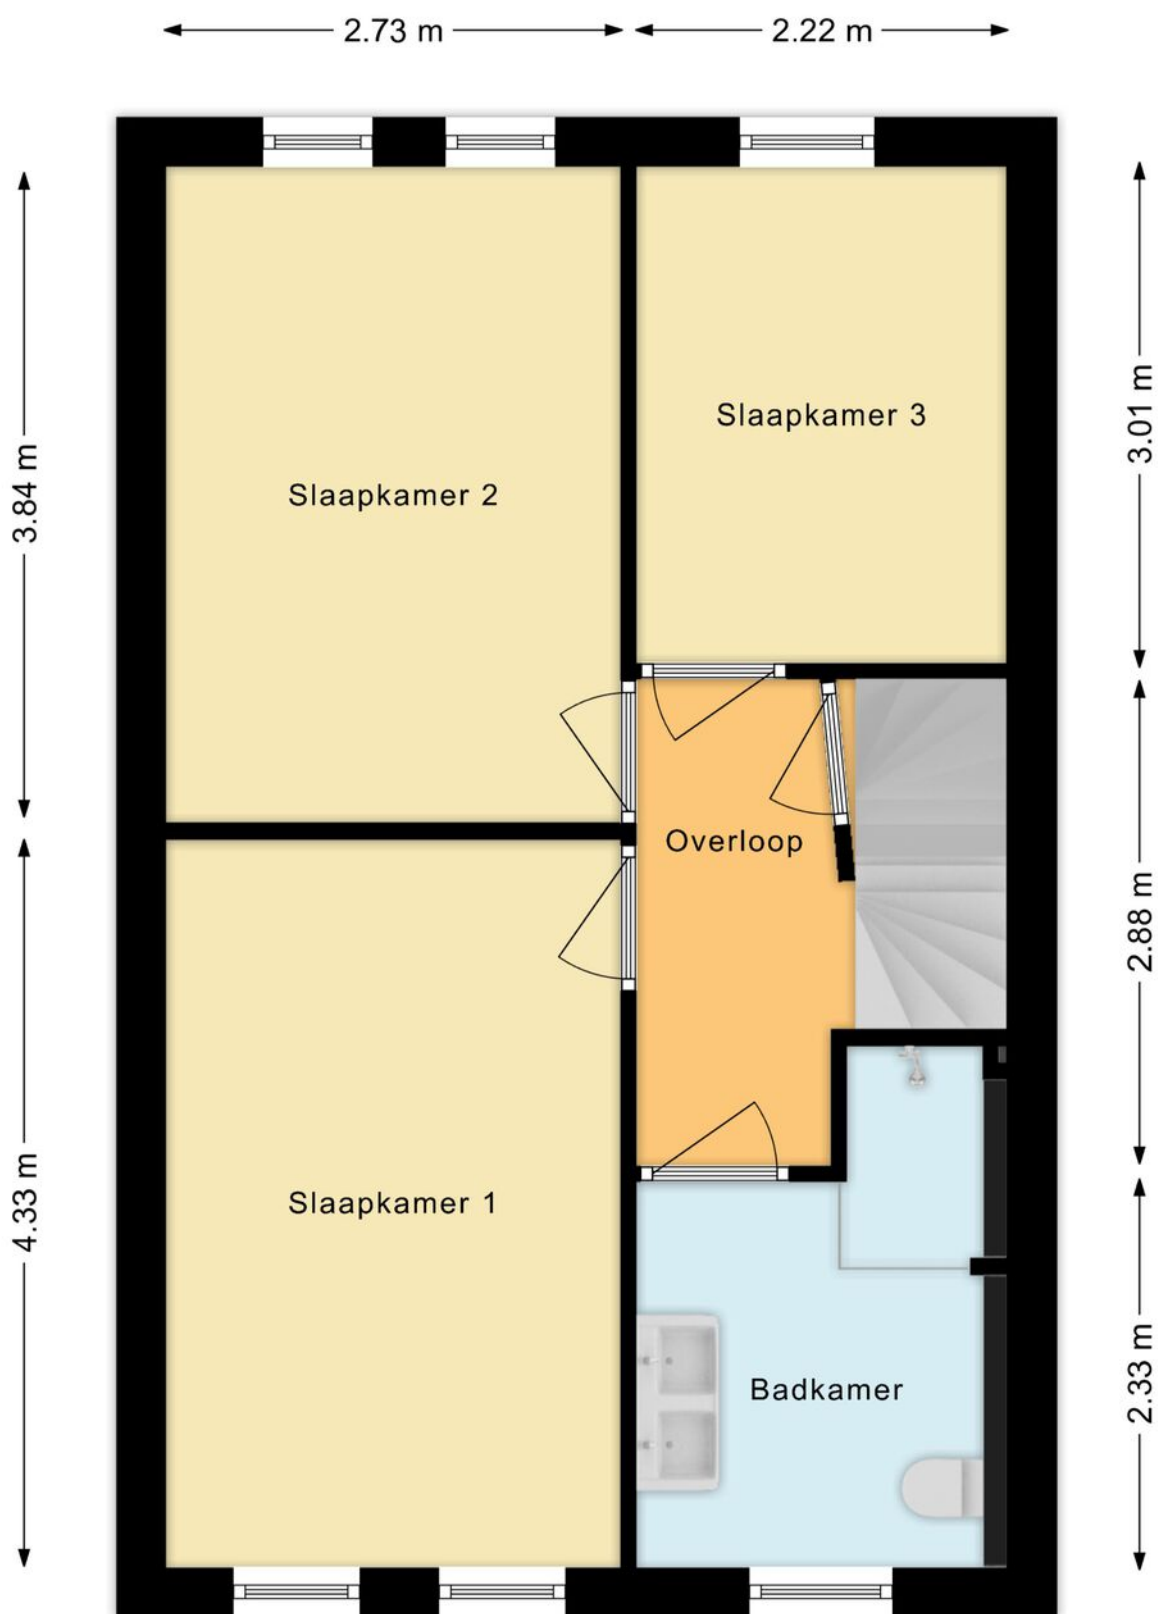 2.73 m
2.22 m
3.84 m
3.01 m
Slaapkamer 3
Slaapkamer 2
Overloop
2.88 m
4.33 m
Slaapkamer 1
2.33 m
Badkamer